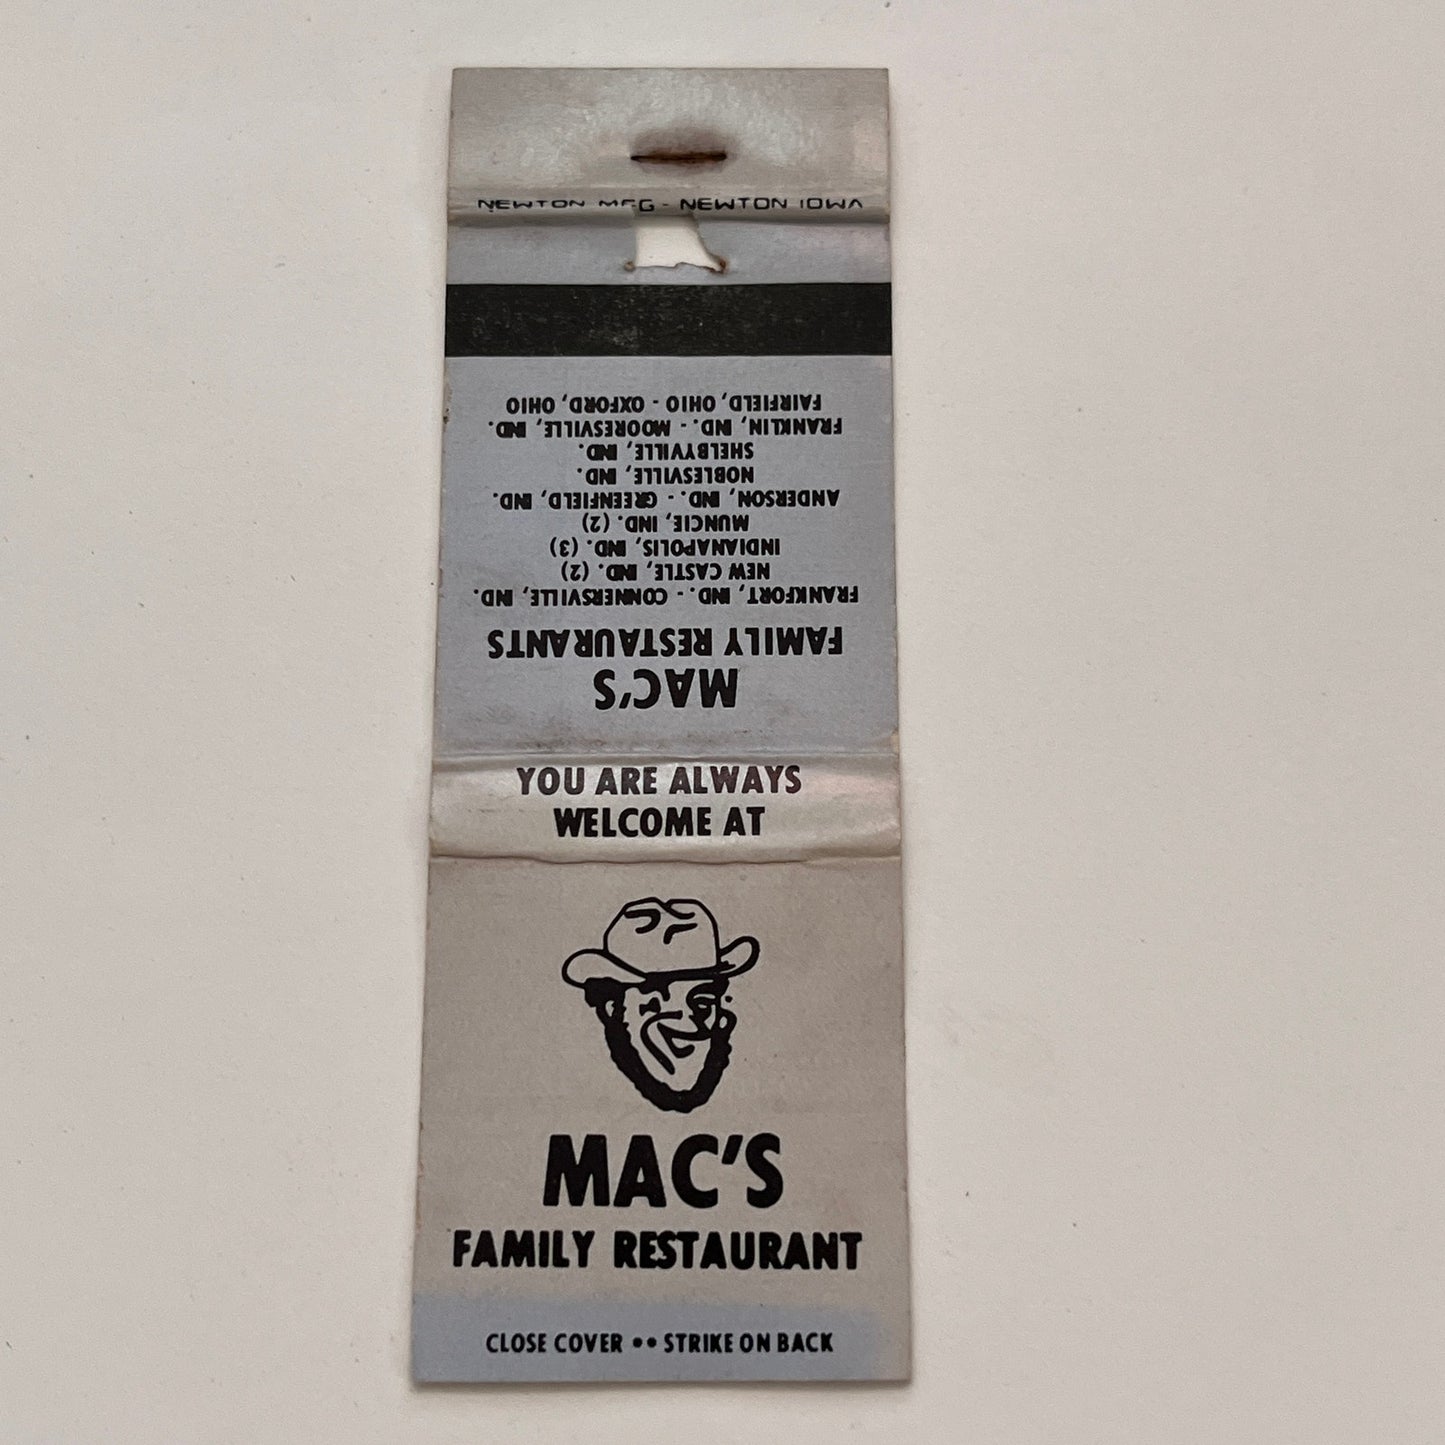 NEWTON MFG - NEWTON IOWA
MAC'S
FAMILY RESTAURANTS
FRANKFORT, IND. - CONNERSVILLE, IND.
NEW CASTLE, IND. (2)
INDIANAPOLIS, IND. (3)
MUNCIE, IND. (2)
ANDERSON, IND. - GREENFIELD, IND.
NOBLESVILLE, IND.
SHELBYVILLE, IND.
FRANKLIN, IND. - MOORESVILLE, IND.
FAIRFIELD, OHIO - OXFORD, OHIO
YOU ARE ALWAYS
WELCOME AT
MAC'S
FAMILY RESTAURANT
CLOSE COVER •• STRIKE ON BACK